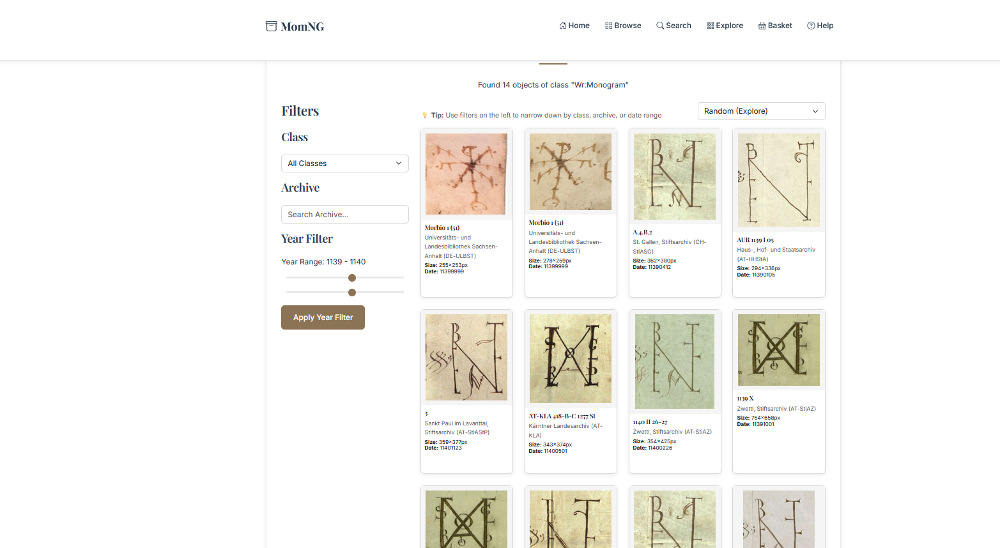 MomNG
Home Browse Search Explore Basket Help
Found 14 objects of class "Wr:Monogram"
Filters
Class
All Classes
Archive
Search Archive...
Year Filter
Year Range: 1139 - 1140
Apply Year Filter
Tip: Use filters on the left to narrow down by class, archive, or date range
Random (Explore)
Morbio 1 (51)
Universitäts- und
Landesbibliothek Sachsen-
Anhalt (DE-ULBST)
Size: 255×253px
Date: 11399999
Morbio 1 (51)
Universitäts- und
Landesbibliothek Sachsen-
Anhalt (DE-ULBST)
Size: 278×259px
Date: 11399999
A.4.B.2
St. Gallen, Stiftsarchiv (CH-
StiASG)
Size: 362×380px
Date: 11390412
AUR 1139 I 05
Haus-, Hof- und Staatsarchiv
(AT-HHStA)
Size: 294×336px
Date: 11390105
3
Sankt Paul im Lavanttal,
Stiftsarchiv (AT-StiAStP)
Size: 359×377px
Date: 11401123
AT-KLA 418-B-C 1277 St
Kärntner Landesarchiv (AT-
KLA)
Size: 343×374px
Date: 11400501
1140 II 26-27
Zwettl, Stiftsarchiv (AT-StiAZ)
Size: 354×425px
Date: 11400226
1139 X
Zwettl, Stiftsarchiv (AT-StiAZ)
Size: 754×658px
Date: 11391001